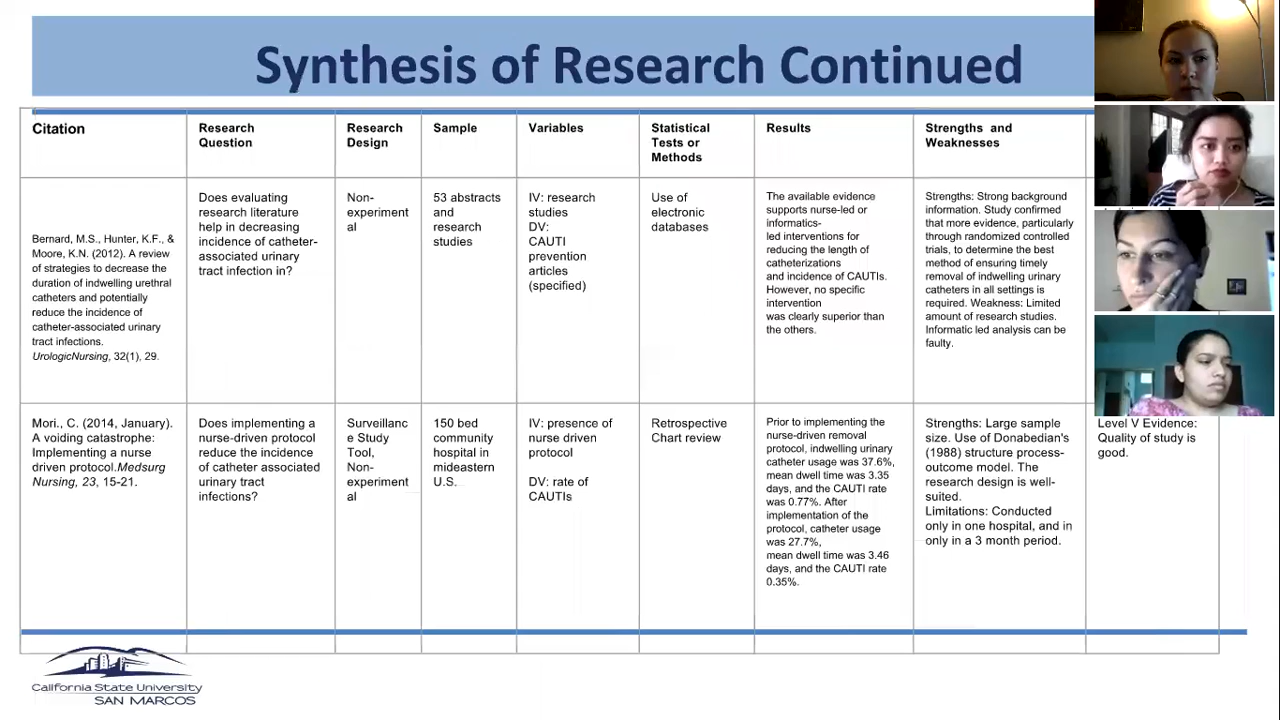 Synthesis of Research Continued
Citation
Research
Question
Research
Design
Sample
Variables
Statistical
Tests or
Methods
Results
Strengths and
Weaknesses
Bernard, M.S., Hunter, K.F., &
Moore, K.N. (2012). A review
of strategies to decrease the
duration of indwelling urethral
catheters and potentially
reduce the incidence of
catheter-associated urinary
tract infections.
UrologicNursing, 32(1), 29.
Does evaluating
research literature
help in decreasing
incidence of catheter-
associated urinary
tract infection in?
Non-
experiment
al
53 abstracts
and
research
studies
IV: research
studies
DV:
CAUTI
prevention
articles
(specified)
Use of
electronic
databases
The available evidence
supports nurse-led or
informatics-
led interventions for
reducing the length of
catheterizations
and incidence of CAUTIs.
However, no specific
intervention
was clearly superior than
the others.
Strengths: Strong background
information. Study confirmed
that more evidence, particularly
through randomized controlled
trials, to determine the best
method of ensuring timely
removal of indwelling urinary
catheters in all settings is
required. Weakness: Limited
amount of research studies.
Informatic led analysis can be
faulty.
Mori., C. (2014, January).
A voiding catastrophe:
Implementing a nurse
driven protocol.Medsurg
Nursing, 23, 15-21.
Does implementing a
nurse-driven protocol
reduce the incidence
of catheter associated
urinary tract
infections?
Surveillanc
e Study
Tool,
Non-
experiment
al
150 bed
community
hospital in
mideastern
U.S.
IV: presence of
nurse driven
protocol
DV: rate of
CAUTIs
Retrospective
Chart review
Prior to implementing the
nurse-driven removal
protocol, indwelling urinary
catheter usage was 37.6%,
mean dwell time was 3.35
days, and the CAUTI rate
was 0.77%. After
implementation of the
protocol, catheter usage
was 27.7%,
mean dwell time was 3.46
days, and the CAUTI rate
0.35%.
Strengths: Large sample
size. Use of Donabedian's
(1988) structure process-
outcome model. The
research design is well-
suited.
Limitations: Conducted
only in one hospital, and in
only in a 3 month period.
Level V Evidence:
Quality of study is
good.
California State University
SAN MARCOS